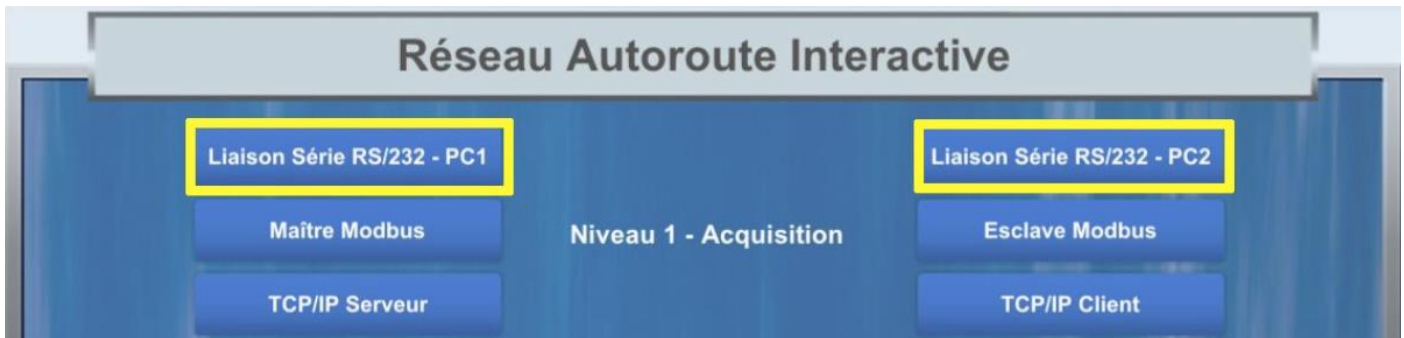 Réseau Autoroute Interactive
Liaison Série RS/232 - PC1
Liaison Série RS/232 - PC2
Maître Modbus
Niveau 1 - Acquisition
Esclave Modbus
TCP/IP Serveur
TCP/IP Client